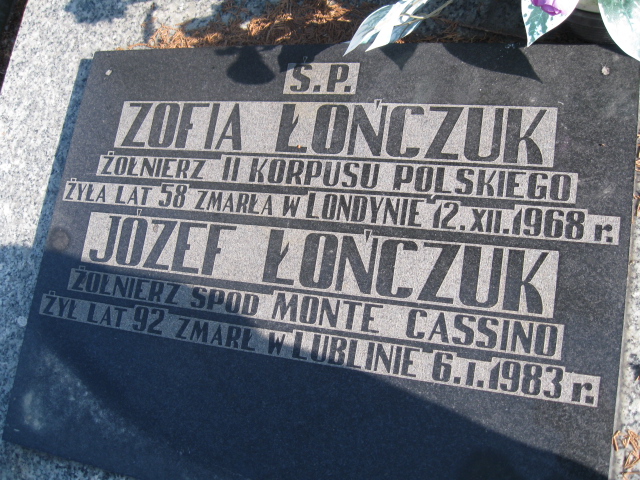 Ś.P.
ZOFIA ŁOŃCZUK
ŻOŁNIERZ II KORPUSU POLSKIEGO
ŻYŁA LAT 58 ZMARŁA W LONDYNIE 12.XII.1968 r.
JÓZEF ŁOŃCZUK
ŻOŁNIERZ SPOD MONTE CASSINO
ŻYŁ LAT 92 ZMARŁ W LUBLINIE 6.I.1983 r.